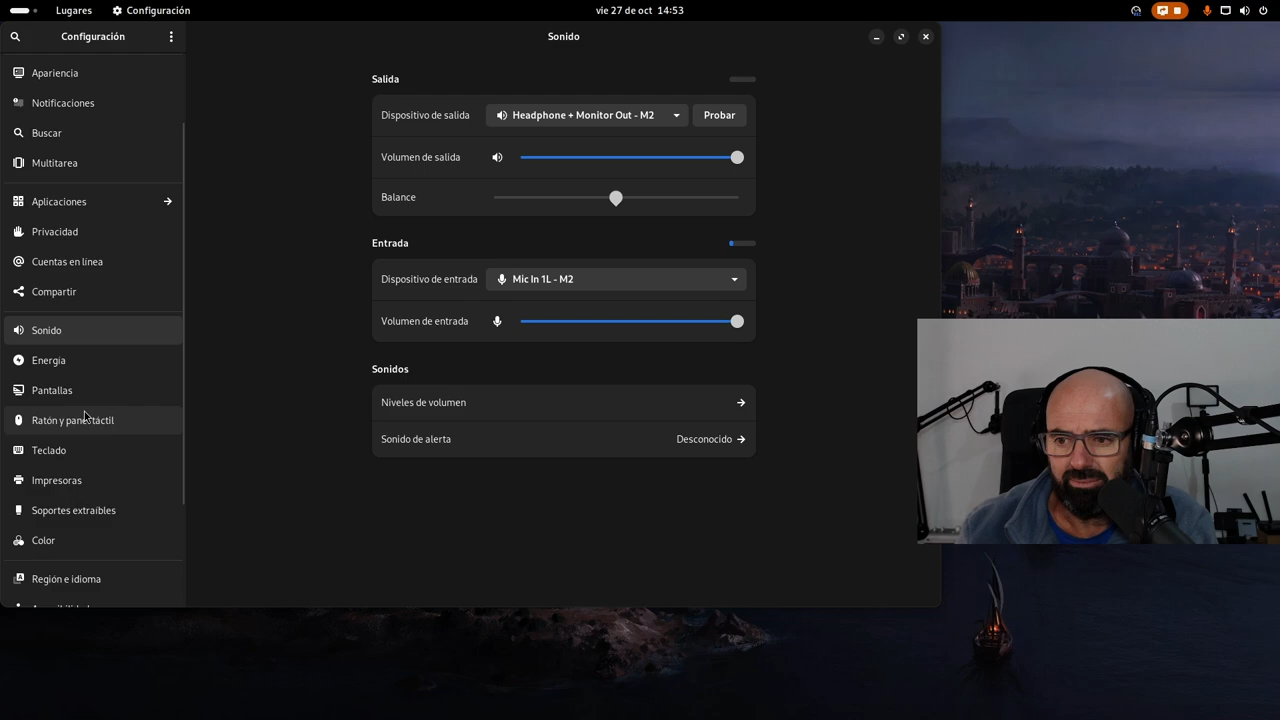 Lugares
Configuración
vie 27 de oct 14:53
Configuración
Sonido
Apariencia
Notificaciones
Buscar
Multitarea
Aplicaciones
Privacidad
Cuentas en línea
Compartir
Sonido
Energía
Pantallas
Ratón y panel táctil
Teclado
Impresoras
Soportes extraíbles
Color
Región e idioma
Salida
Dispositivo de salida
Headphone + Monitor Out - M2
Probar
Volumen de salida
Balance
Entrada
Dispositivo de entrada
Mic In 1L - M2
Volumen de entrada
Sonidos
Niveles de volumen
Sonido de alerta
Desconocido